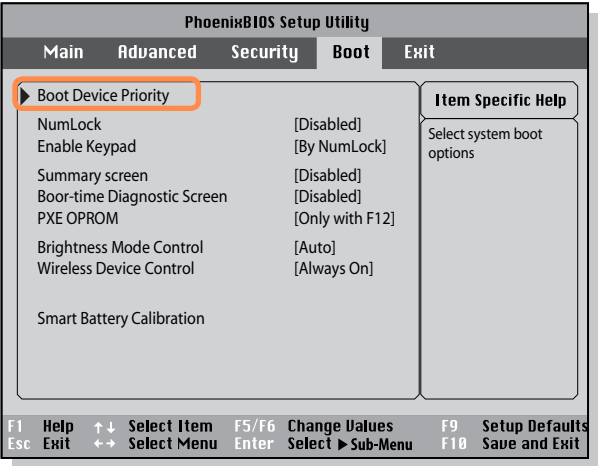 PhoenixBIOS Setup Utility
Main Advanced Security Boot Exit
Boot Device Priority
NumLock [Disabled]
Enable Keypad [By NumLock]
Summary screen [Disabled]
Boor-time Diagnostic Screen [Disabled]
PXE OPROM [Only with F12]
Brightness Mode Control [Auto]
Wireless Device Control [Always On]
Smart Battery Calibration
Item Specific Help
Select system boot
options
F1 Help ↑↓ Select Item F5/F6 Change Values F9 Setup Defaults
Esc Exit ←→ Select Menu Enter Select ▶ Sub-Menu F10 Save and Exit